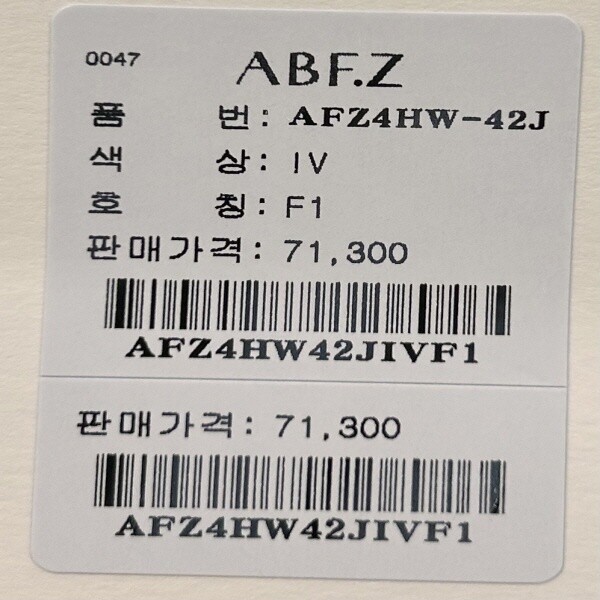 0047 ABF.Z
품 번: AFZ4HW-42J
색 상: IV
호 칭: F1
판매가격: 71,300
AFZ4HW42JIVF1
판매가격: 71,300
AFZ4HW42JIVF1